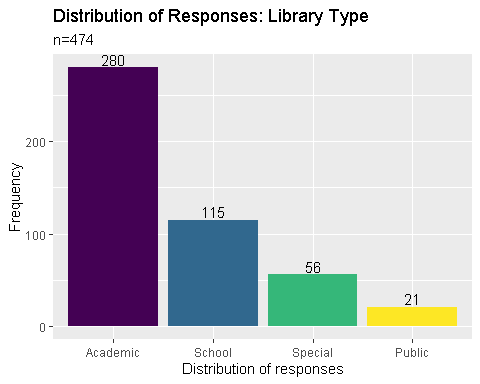 Distribution of Responses: Library Type
n=474
280
115
56
21
200
100
0
Frequency
Academic School Special Public
Distribution of responses